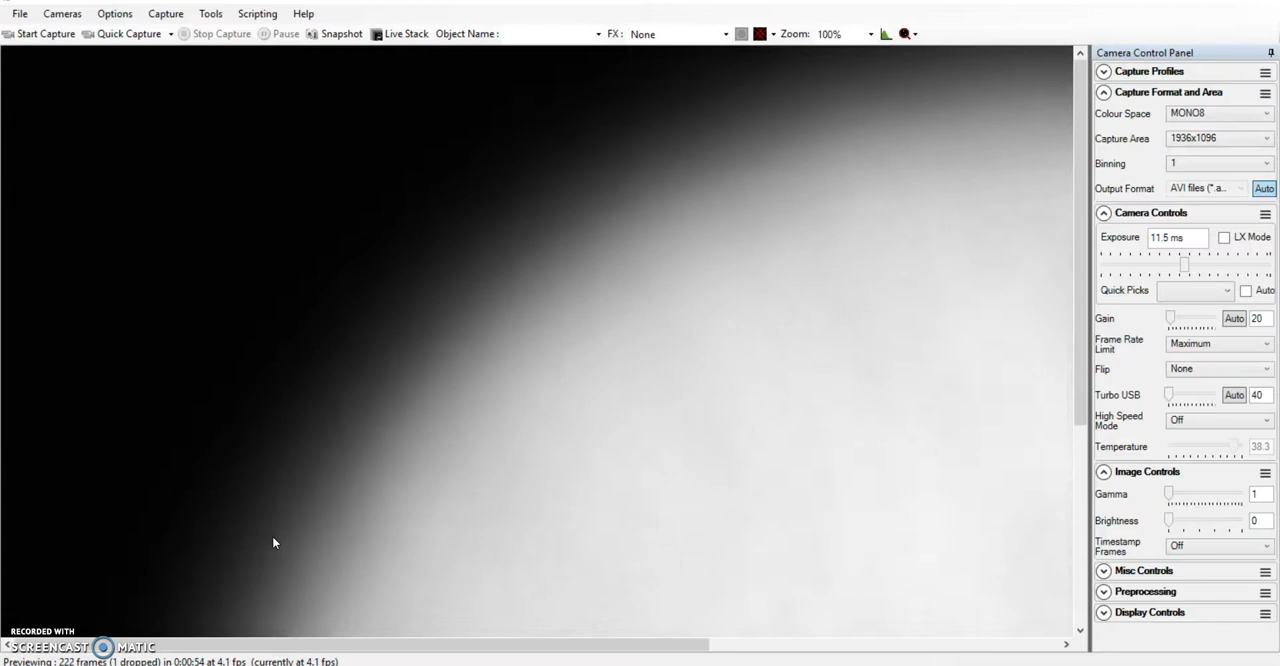 File Cameras Options Capture Tools Scripting Help
Start Capture Quick Capture Stop Capture Pause Snapshot Live Stack Object Name : FX : None Zoom: 100%
Camera Control Panel
Capture Profiles
Capture Format and Area
Colour Space MONO8
Capture Area 1936x1096
Binning 1
Output Format AVI files (*.a... Auto
Camera Controls
Exposure 11.5 ms LX Mode
Quick Picks Auto
Gain Auto 20
Frame Rate
Limit
Maximum
Flip None
Turbo USB Auto 40
High Speed
Mode
Off
Temperature 38.3
Image Controls
Gamma 1
Brightness 0
Timestamp
Frames
Off
Misc Controls
Preprocessing
Display Controls
RECORDED WITH
SCREENCAST MATIC
Previewing : 222 frames (1 dropped) in 0:00:54 at 4.1 fps (currently at 4.1 fps)